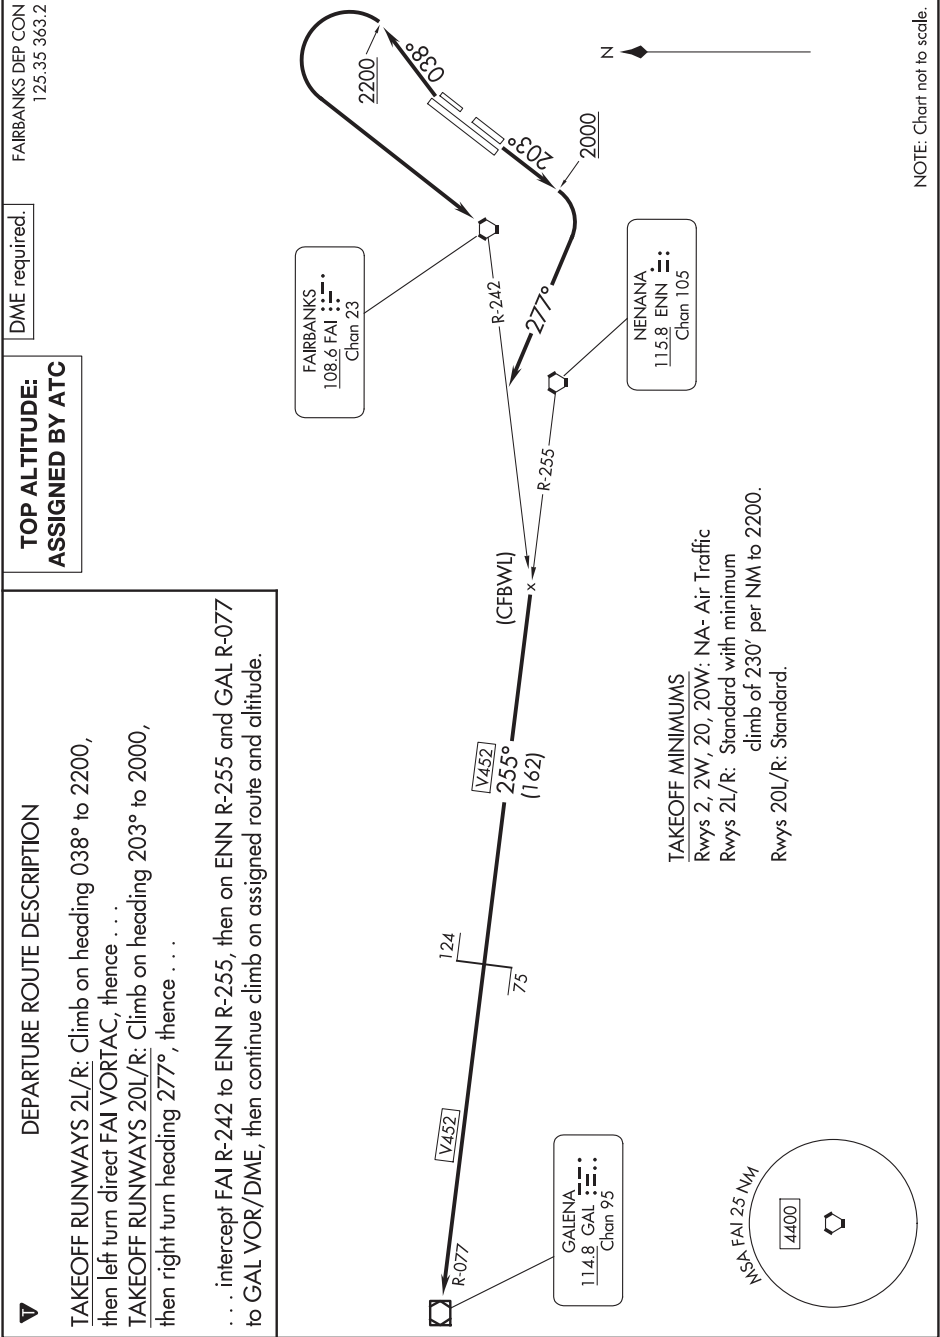 TOP ALTITUDE:
ASSIGNED BY ATC
DME required.
FAIRBANKS DEP CON
125.35 363.2
DEPARTURE ROUTE DESCRIPTION
T
TAKEOFF RUNWAYS 2L/R: Climb on heading 038° to 2200,
then left turn direct FAI VORTAC, thence . . .
TAKEOFF RUNWAYS 20L/R: Climb on heading 203° to 2000,
then right turn heading 277°, thence . . .
. . . intercept FAI R-242 to ENN R-255, then on ENN R-255 and GAL R-077
to GAL VOR/DME, then continue climb on assigned route and altitude.
FAIRBANKS
108.6 FAI
Chan 23
2200
038°
N
203°
2000
R-242
277°
NENANA
115.8 ENN
Chan 105
R-255
(CFBWL)
x
V452
255°
(162)
124
75
V452
R-077
GALENA
114.8 GAL
Chan 95
TAKEOFF MINIMUMS
Rwys 2, 2W, 20, 20W: NA- Air Traffic
Rwys 2L/R: Standard with minimum
climb of 230' per NM to 2200.
Rwys 20L/R: Standard.
MSA FAI 25 NM
4400
NOTE: Chart not to scale.